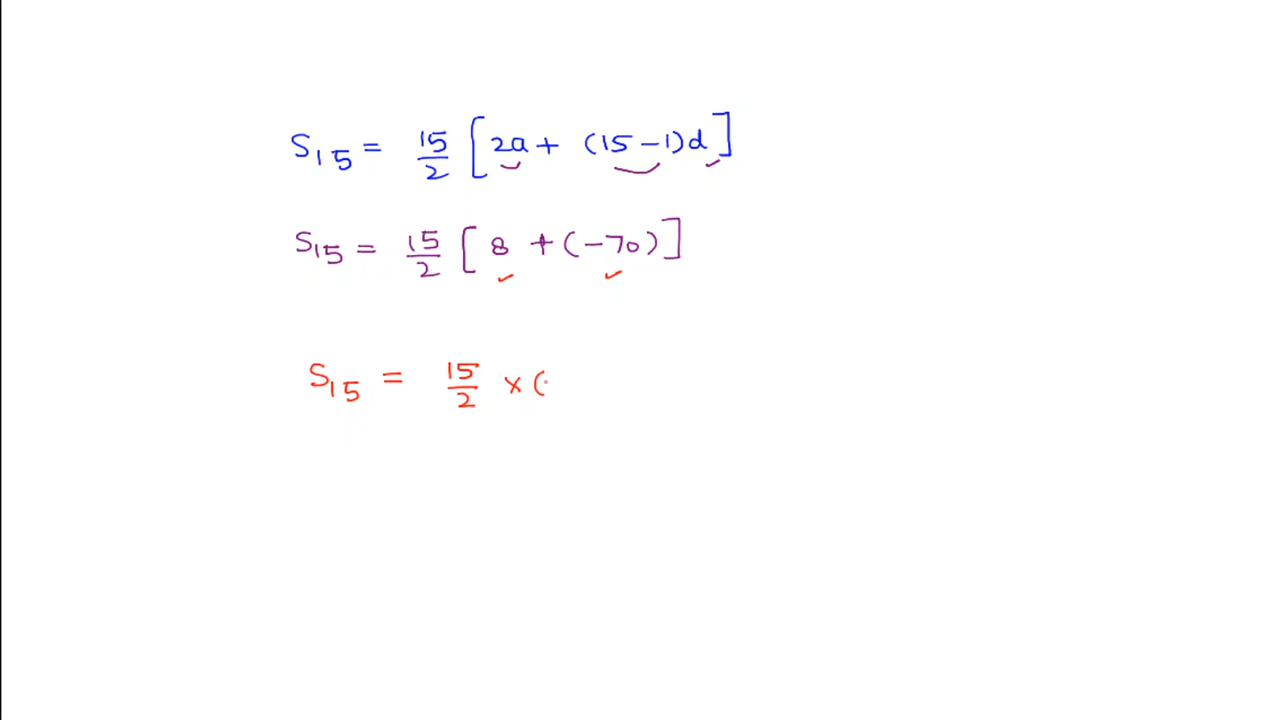 S₁₅ = 15/2 [2a + (15 − 1)d]
S₁₅ = 15/2 [8 + (−70)]
S₁₅ = 15/2 × (